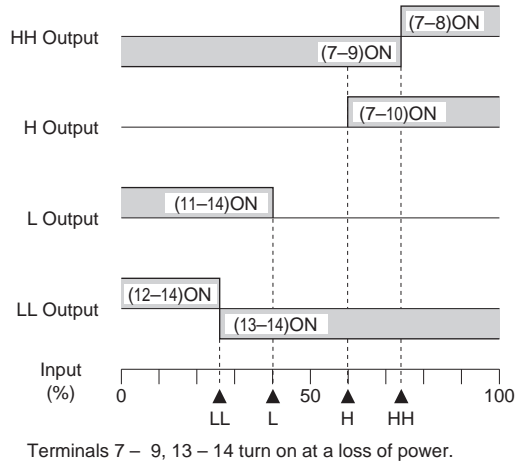 HH Output
(7–8)ON
(7–9)ON
H Output
(7–10)ON
L Output
(11–14)ON
LL Output
(12–14)ON
(13–14)ON
Input
(%)
0 50 100
LL L H HH
Terminals 7 – 9, 13 – 14 turn on at a loss of power.